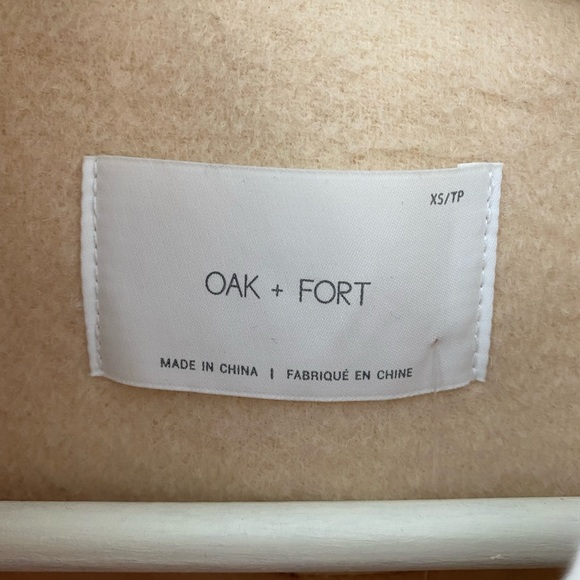 XS/TP
OAK + FORT
MADE IN CHINA | FABRIQUÉ EN CHINE